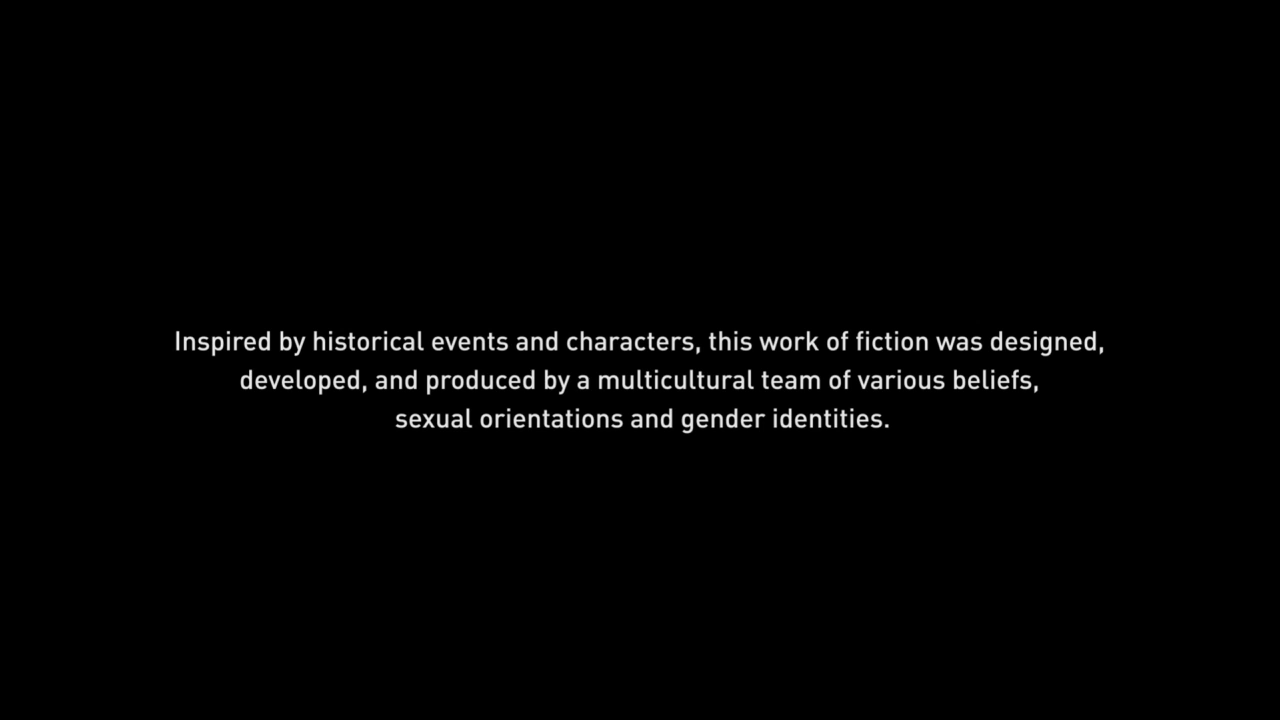 Inspired by historical events and characters, this work of fiction was designed,
developed, and produced by a multicultural team of various beliefs,
sexual orientations and gender identities.